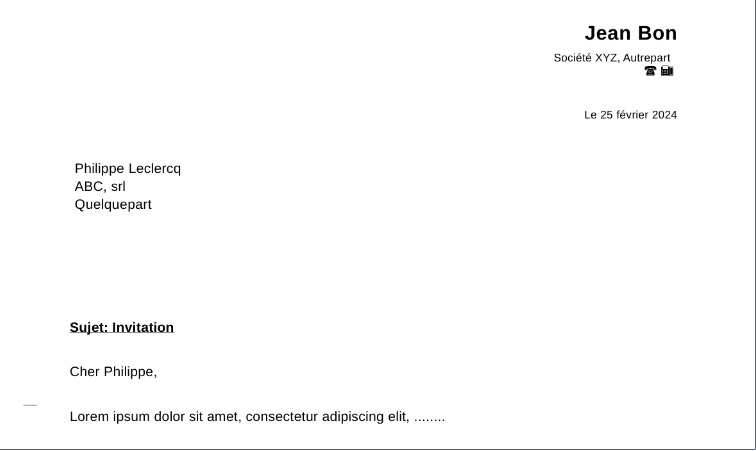 Jean Bon
Société XYZ, Autrepart
☎ 📠
Le 25 février 2024
Philippe Leclercq
ABC, srl
Quelquepart
Sujet: Invitation
Cher Philippe,
Lorem ipsum dolor sit amet, consectetur adipiscing elit, ........